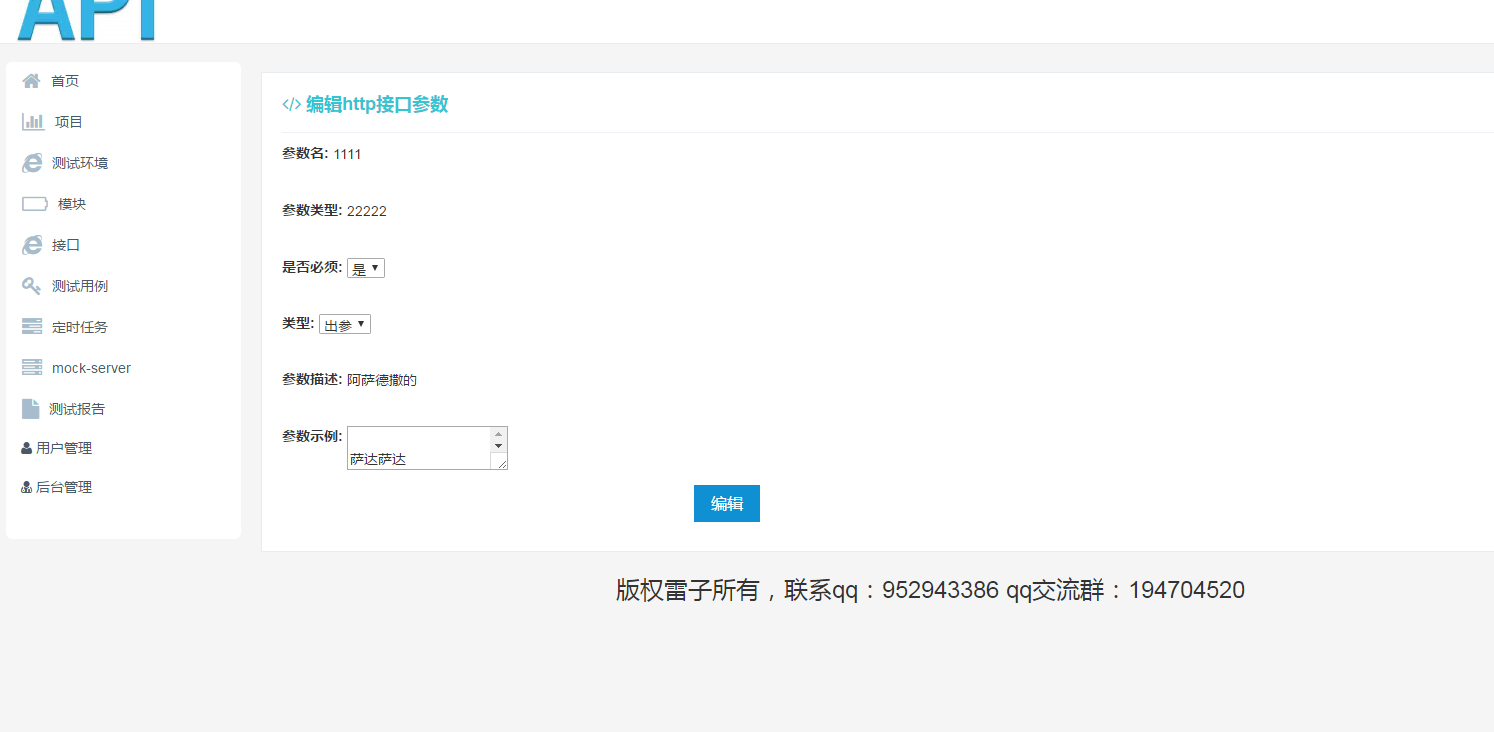 API
首页
项目
测试环境
模块
接口
测试用例
定时任务
mock-server
测试报告
用户管理
后台管理
</> 编辑http接口参数
参数名: 1111
参数类型: 22222
是否必须: 是
类型: 出参
参数描述: 阿萨德撒的
参数示例: 萨达萨达
编辑
版权雷子所有，联系qq：952943386 qq交流群：194704520